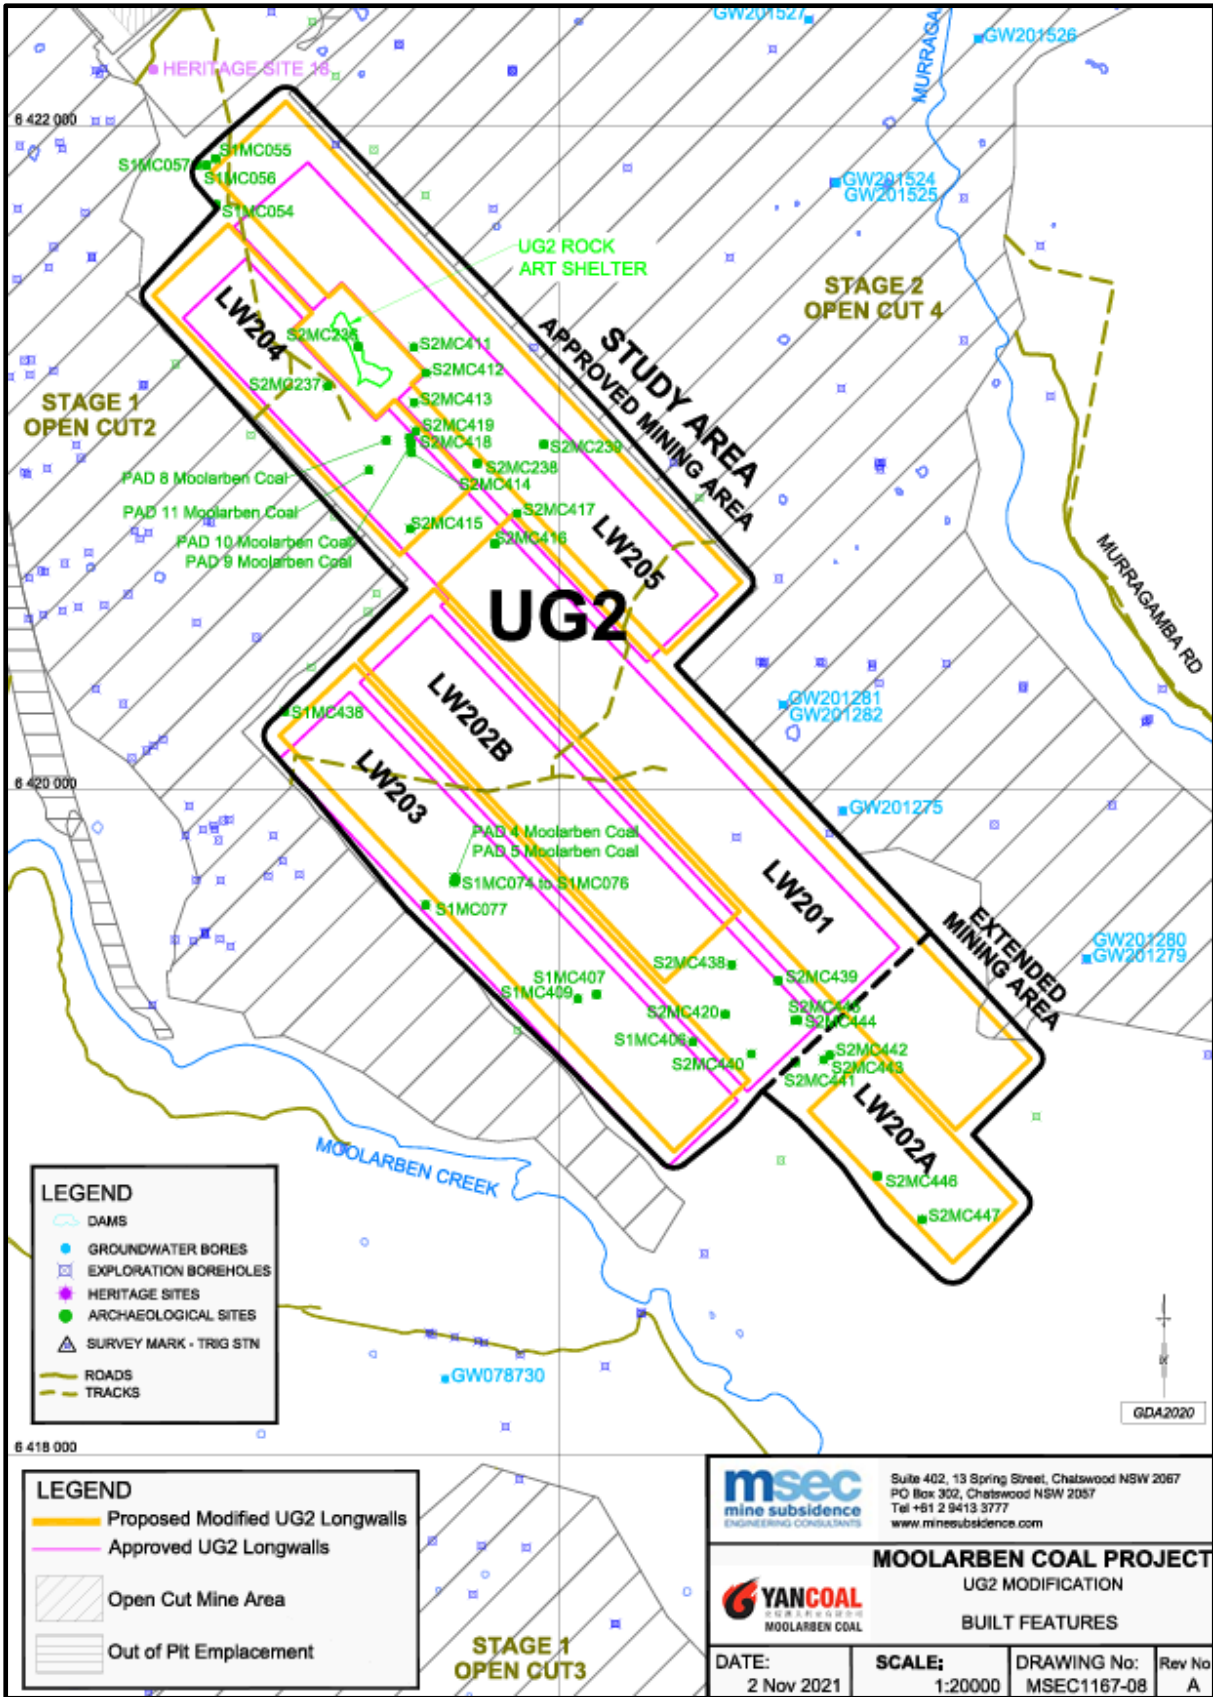 GW201527
GW201526
MURRAGA
HERITAGE SITE 18
6 422 000
S1MC055
S1MC057
S1MC056
S1MC054
GW201524
GW201525
UG2 ROCK
ART SHELTER
STAGE 2
OPEN CUT 4
LW204
S2MC236
S2MC411
S2MC412
S2MC237
S2MC413
STUDY AREA
APPROVED MINING AREA
STAGE 1
OPEN CUT2
S2MC419
S2MC418
S2MC239
S2MC238
PAD 8 Moolarben Coal
S2MC414
PAD 11 Moolarben Coal
S2MC417
S2MC415
S2MC416
PAD 10 Moolarben Coal
PAD 9 Moolarben Coal
LW205
UG2
MURRAGAMBA RD
S1MC438
LW202B
GW201281
GW201282
LW203
6 420 000
GW201275
PAD 4 Moolarben Coal
PAD 5 Moolarben Coal
S1MC074 to S1MC076
S1MC077
LW201
EXTENDED
MINING AREA
GW201280
GW201279
S2MC438
S1MC407
S2MC439
S1MC409
S2MC420
S2MC444
S1MC406
S2MC440
S2MC442
S2MC443
S2MC441
LW202A
MOOLARBEN CREEK
S2MC446
S2MC447
LEGEND
DAMS
GROUNDWATER BORES
EXPLORATION BOREHOLES
HERITAGE SITES
ARCHAEOLOGICAL SITES
SURVEY MARK - TRIG STN
ROADS
TRACKS
GW078730
N
GDA2020
6 418 000
LEGEND
Proposed Modified UG2 Longwalls
Approved UG2 Longwalls
Open Cut Mine Area
Out of Pit Emplacement
STAGE 1
OPEN CUT3
msec
mine subsidence
ENGINEERING CONSULTANTS
Suite 402, 13 Spring Street, Chatswood NSW 2067
PO Box 302, Chatswood NSW 2057
Tel +61 2 9413 3777
www.minesubsidence.com
YANCOAL
MOOLARBEN COAL
MOOLARBEN COAL PROJECT
UG2 MODIFICATION
BUILT FEATURES
DATE:
2 Nov 2021
SCALE:
1:20000
DRAWING No:
MSEC1167-08
Rev No
A